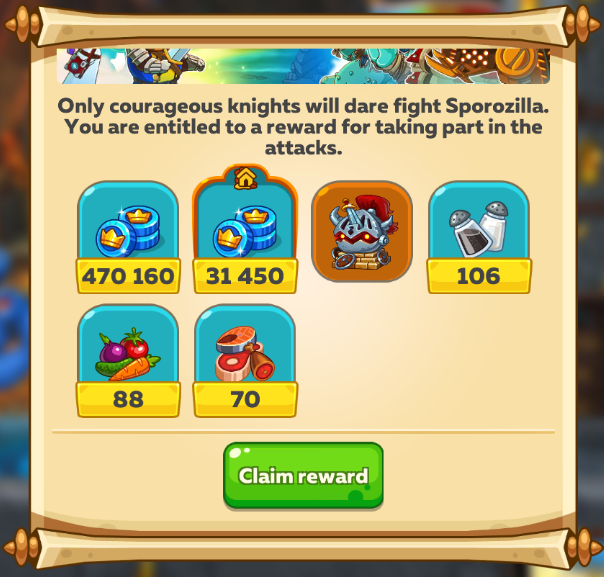 Only courageous knights will dare fight Sporozilla.
You are entitled to a reward for taking part in the
attacks.
470 160
31 450
106
88
70
Claim reward